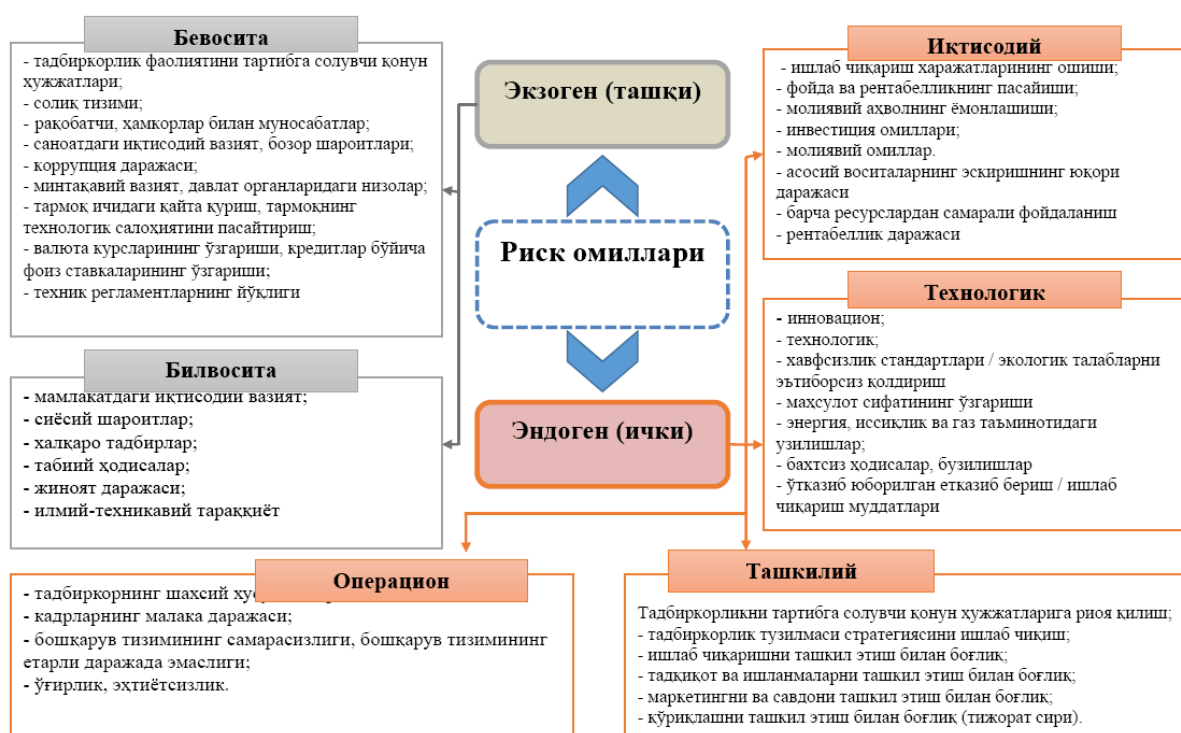 Бевосита
- тадбиркорлик фаолиятини тартибга солувчи қонун
ҳужжатлари;
- солиқ тизими;
- рақобатчи, ҳамкорлар билан муносабатлар;
- саноатдаги иқтисодий вазият, бозор шароитлари;
- коррупция даражаси;
- минтақавий вазият, давлат органларидаги низолар;
- тармоқ ичидаги қайта қуриш, тармоқнинг
технологик салоҳиятини пасайтириш;
- валюта курсларининг ўзгариши, кредитлар бўйича
фоиз ставкаларининг ўзгариши;
- техник регламентларнинг йўқлиги
Билвосита
- мамлакатдаги иқтисодий вазият;
- сиёсий шароитлар;
- халқаро тадбирлар;
- табиий ҳодисалар;
- жиноят даражаси;
- илмий-техникавий тараққиёт
Экзоген (ташқи)
Риск омиллари
Эндоген (ички)
Иқтисодий
- ишлаб чиқариш харажатларининг ошиши;
- фойда ва рентабелликнинг пасайиши;
- молиявий аҳволнинг ёмонлашиши;
- инвестиция омиллари;
- молиявий омиллар.
- асосий воситаларнинг эскиришнинг юқори
даражаси
- барча ресурслардан самарали фойдаланиш
- рентабеллик даражаси
Технологик
- инновацион;
- технологик;
- хавфсизлик стандартлари / экологик талабларни
эътиборсиз қолдириш
- маҳсулот сифатининг ўзгариши
- энергия, иссиқлик ва газ таъминотидаги
узилишлар;
- бахтсиз ҳодисалар, бузилишлар
- ўтказиб юборилган етказиб бериш / ишлаб
чиқариш муддатлари
Операцион
- тадбиркорнинг шахсий
- кадрларнинг малака даражаси;
- бошқарув тизимининг самарасизлиги, бошқарув тизимининг
етарли даражада эмаслиги;
- ўғирлик, эҳтиётсизлик.
Ташкилий
Тадбиркорликни тартибга солувчи қонун ҳужжатларига риоя қилиш;
- тадбиркорлик тузилмаси стратегиясини ишлаб чиқиш;
- ишлаб чиқаришни ташкил этиш билан боғлиқ;
- тадқиқот ва ишланмаларни ташкил этиш билан боғлиқ;
- маркетингни ва савдони ташкил этиш билан боғлиқ;
- қўриқлашни ташкил этиш билан боғлиқ (тижорат сири).